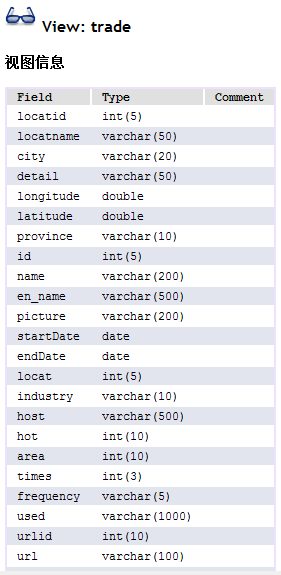 View: trade
视图信息
Field Type Comment
locatid int(5)
locatname varchar(50)
city varchar(20)
detail varchar(50)
longitude double
latitude double
province varchar(10)
id int(5)
name varchar(200)
en_name varchar(500)
picture varchar(200)
startDate date
endDate date
locat int(5)
industry varchar(10)
host varchar(500)
hot int(10)
area int(10)
times int(3)
frequency varchar(5)
used varchar(1000)
urlid int(10)
url varchar(100)